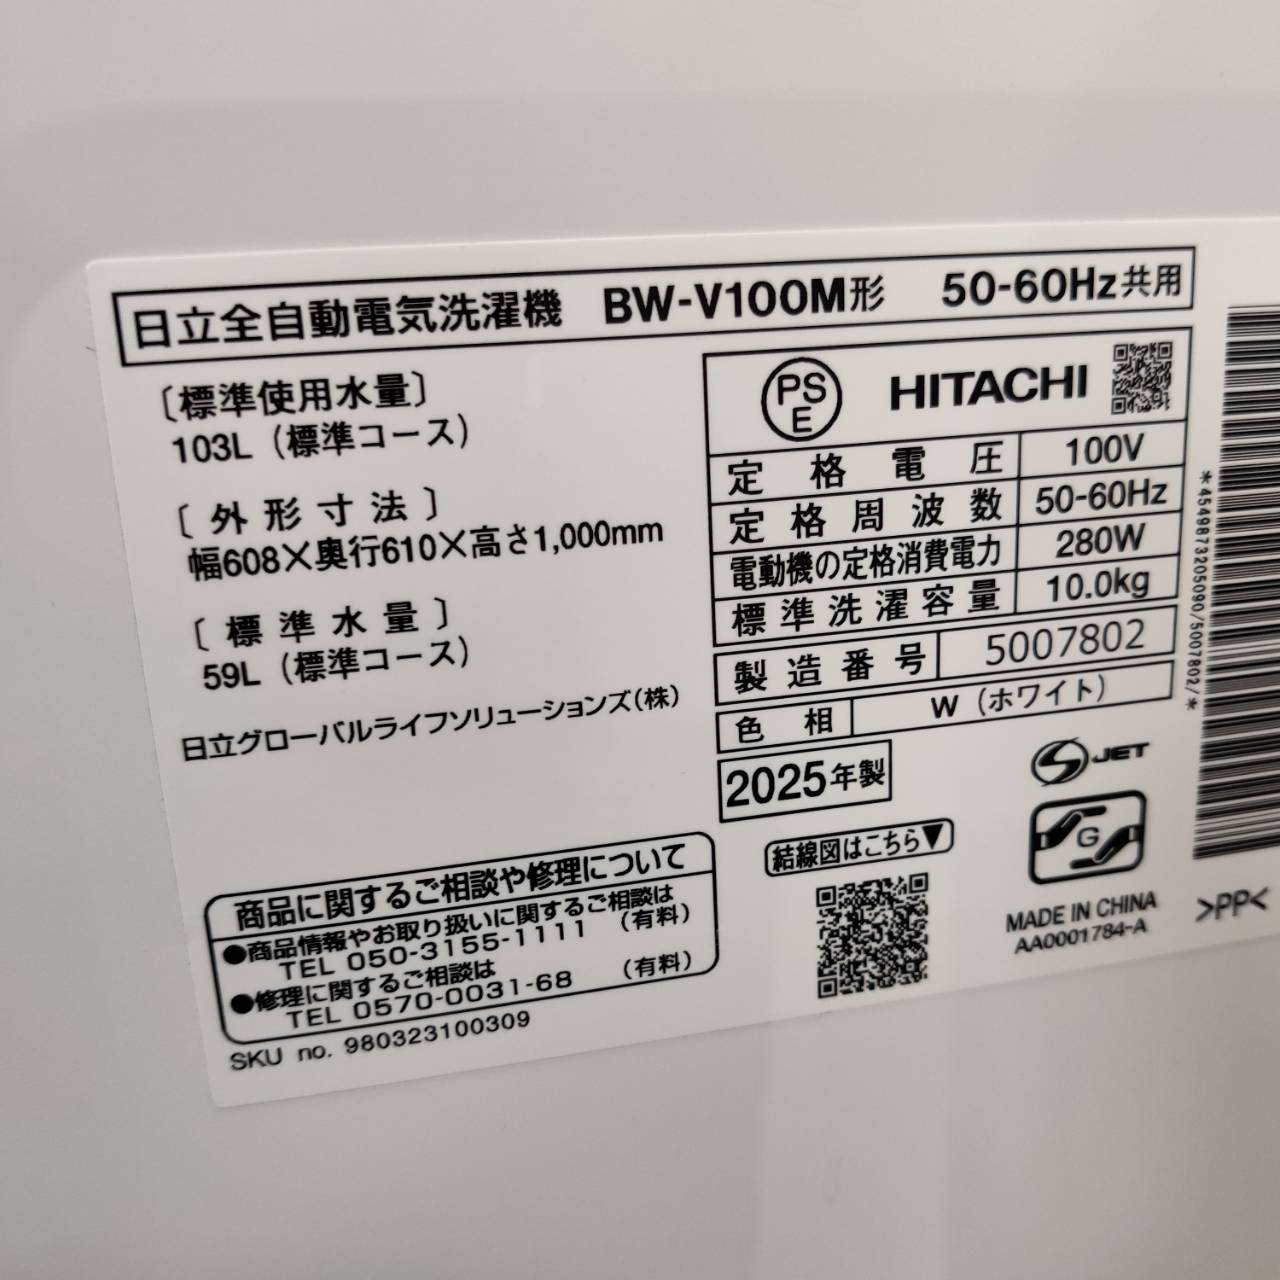 日立全自動電気洗濯機 BW-V100M形 50-60Hz共用
〔標準使用水量〕
103L（標準コース）
〔外形寸法〕
幅608×奥行610×高さ1,000mm
〔標準水量〕
59L（標準コース）
日立グローバルライフソリューションズ（株）
PS
E
HITACHI
定格電圧 100V
定格周波数 50-60Hz
電動機の定格消費電力 280W
標準洗濯容量 10.0kg
製造番号 5007802
色相 W（ホワイト）
2025年製
S JET
G
結線図はこちら▼
MADE IN CHINA
AA0001784-A
>PP<
*4549873205090/5007802/*
商品に関するご相談や修理について
●商品情報やお取り扱いに関するご相談は
TEL 050-3155-1111 （有料）
●修理に関するご相談は
TEL 0570-0031-68 （有料）
SKU no. 980323100309